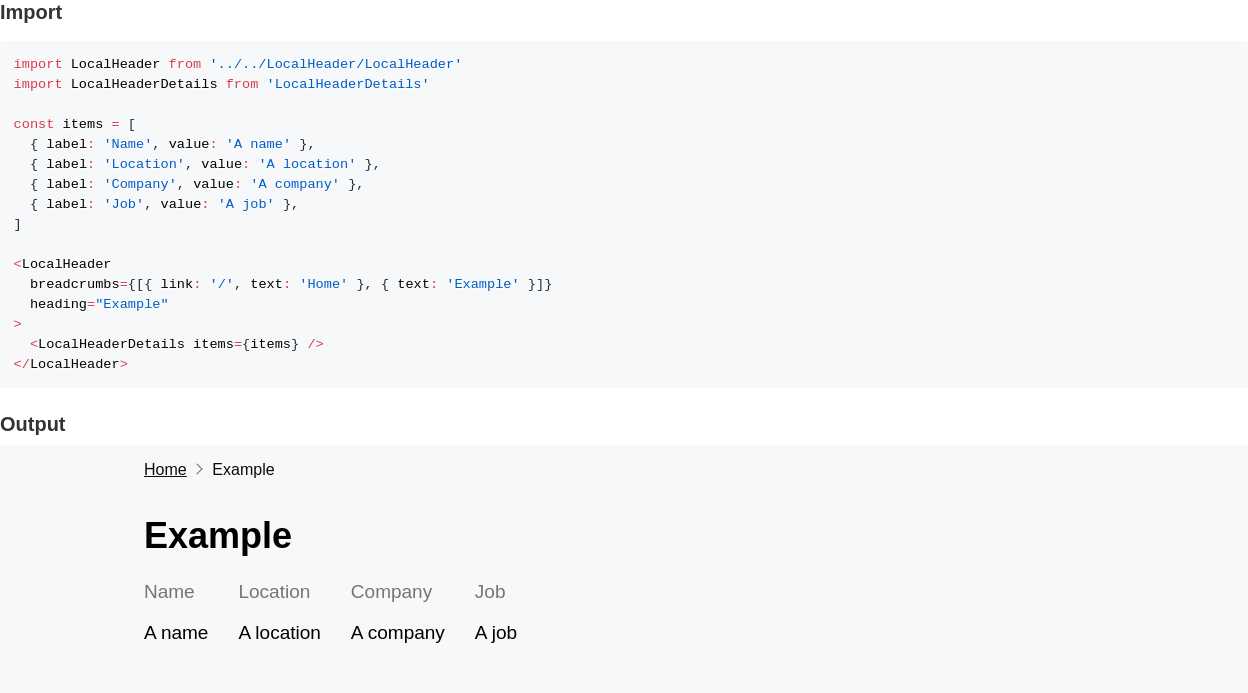 Import
import LocalHeader from '../../LocalHeader/LocalHeader'
import LocalHeaderDetails from 'LocalHeaderDetails'
const items = [
  { label: 'Name', value: 'A name' },
  { label: 'Location', value: 'A location' },
  { label: 'Company', value: 'A company' },
  { label: 'Job', value: 'A job' },
]
<LocalHeader
  breadcrumbs={[{ link: '/', text: 'Home' }, { text: 'Example' }]}
  heading="Example"
>
  <LocalHeaderDetails items={items} />
</LocalHeader>
Output
Home Example
Example
Name Location Company Job
A name A location A company A job